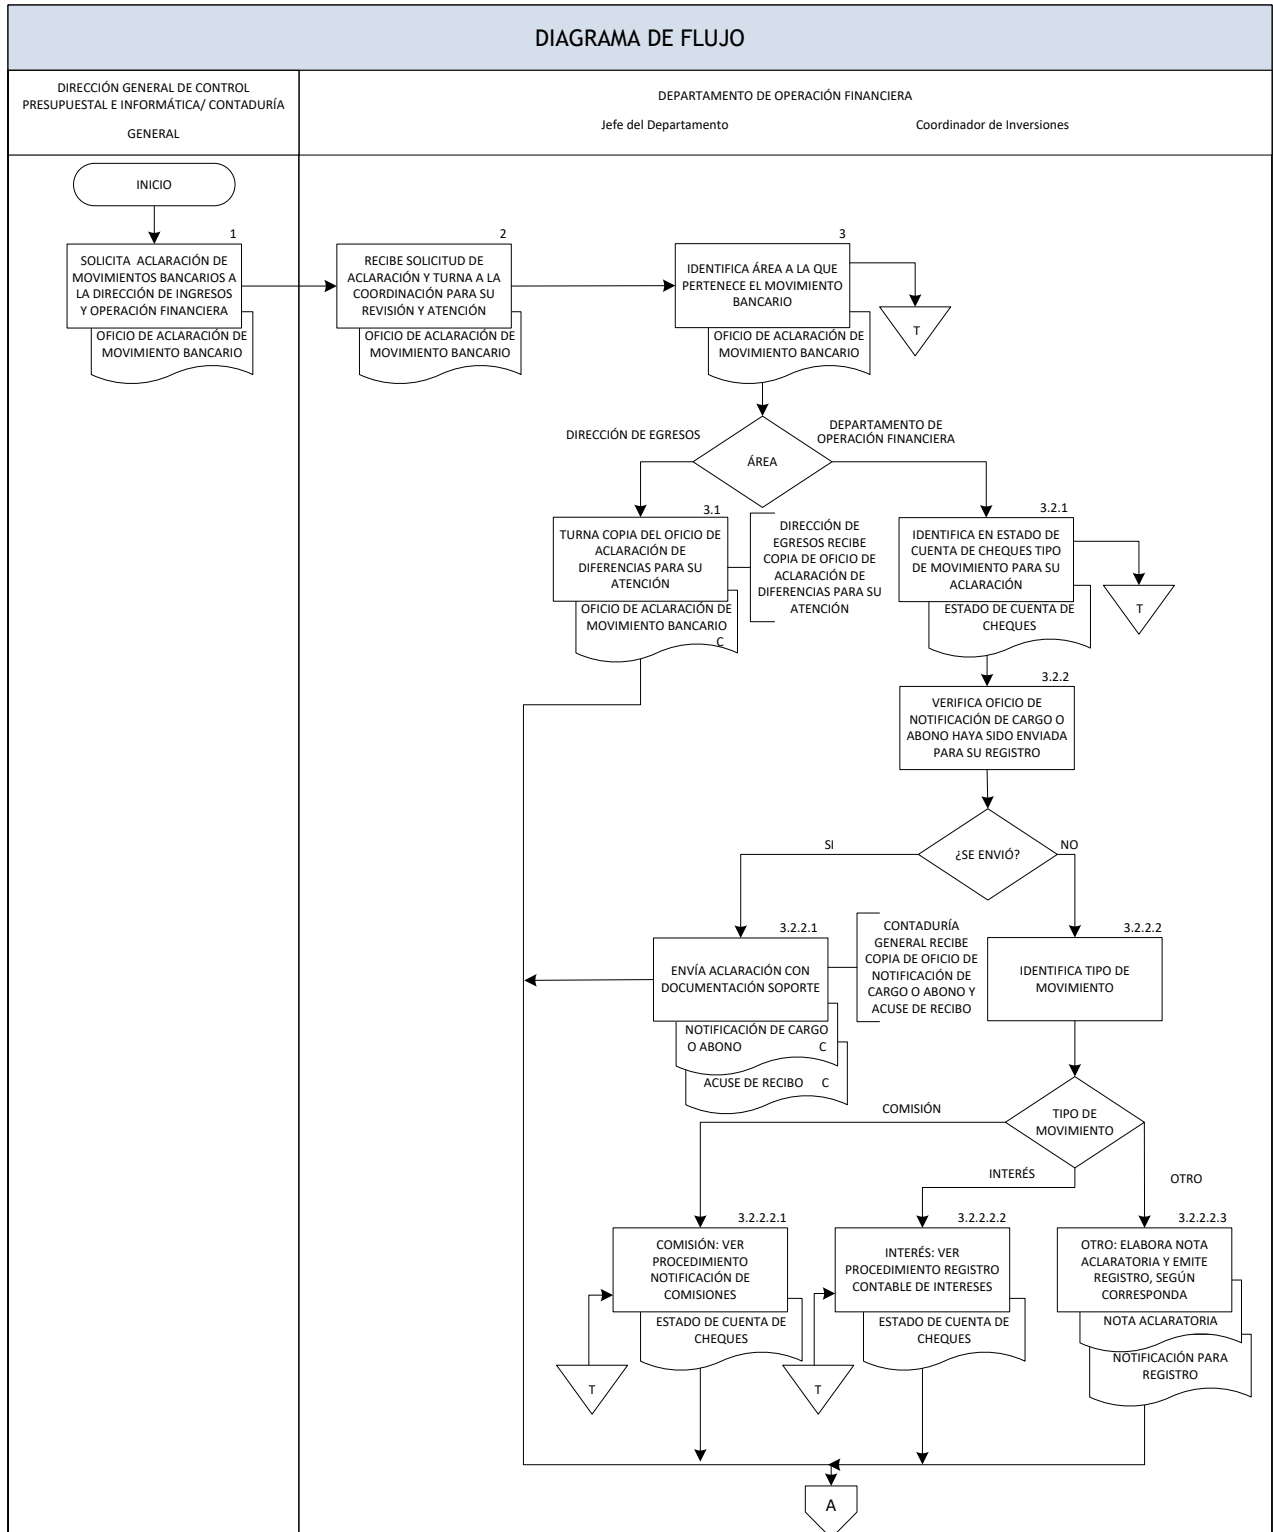 DIAGRAMA DE FLUJO
DIRECCIÓN GENERAL DE CONTROL
PRESUPUESTAL E INFORMÁTICA/ CONTADURÍA
GENERAL
DEPARTAMENTO DE OPERACIÓN FINANCIERA
Jefe del Departamento
Coordinador de Inversiones
INICIO
1
SOLICITA ACLARACIÓN DE
MOVIMIENTOS BANCARIOS A
LA DIRECCIÓN DE INGRESOS
Y OPERACIÓN FINANCIERA
OFICIO DE ACLARACIÓN DE
MOVIMIENTO BANCARIO
2
RECIBE SOLICITUD DE
ACLARACIÓN Y TURNA A LA
COORDINACIÓN PARA SU
REVISIÓN Y ATENCIÓN
OFICIO DE ACLARACIÓN DE
MOVIMIENTO BANCARIO
3
IDENTIFICA ÁREA A LA QUE
PERTENECE EL MOVIMIENTO
BANCARIO
OFICIO DE ACLARACIÓN DE
MOVIMIENTO BANCARIO
T
DIRECCIÓN DE EGRESOS
DEPARTAMENTO DE
OPERACIÓN FINANCIERA
ÁREA
3.1
TURNA COPIA DEL OFICIO DE
ACLARACIÓN DE
DIFERENCIAS PARA SU
ATENCIÓN
OFICIO DE ACLARACIÓN DE
MOVIMIENTO BANCARIO
C
DIRECCIÓN DE
EGRESOS RECIBE
COPIA DE OFICIO DE
ACLARACIÓN DE
DIFERENCIAS PARA SU
ATENCIÓN
3.2.1
IDENTIFICA EN ESTADO DE
CUENTA DE CHEQUES TIPO
DE MOVIMIENTO PARA SU
ACLARACIÓN
ESTADO DE CUENTA DE
CHEQUES
T
3.2.2
VERIFICA OFICIO DE
NOTIFICACIÓN DE CARGO O
ABONO HAYA SIDO ENVIADA
PARA SU REGISTRO
SI
¿SE ENVIÓ?
NO
3.2.2.1
ENVÍA ACLARACIÓN CON
DOCUMENTACIÓN SOPORTE
NOTIFICACIÓN DE CARGO
O ABONO C
ACUSE DE RECIBO C
CONTADURÍA
GENERAL RECIBE
COPIA DE OFICIO DE
NOTIFICACIÓN DE
CARGO O ABONO Y
ACUSE DE RECIBO
3.2.2.2
IDENTIFICA TIPO DE
MOVIMIENTO
COMISIÓN
TIPO DE
MOVIMIENTO
INTERÉS
OTRO
3.2.2.2.1
COMISIÓN: VER
PROCEDIMIENTO
NOTIFICACIÓN DE
COMISIONES
ESTADO DE CUENTA DE
CHEQUES
T
3.2.2.2.2
INTERÉS: VER
PROCEDIMIENTO REGISTRO
CONTABLE DE INTERESES
ESTADO DE CUENTA DE
CHEQUES
T
3.2.2.2.3
OTRO: ELABORA NOTA
ACLARATORIA Y EMITE
REGISTRO, SEGÚN
CORRESPONDA
NOTA ACLARATORIA
NOTIFICACIÓN PARA
REGISTRO
A